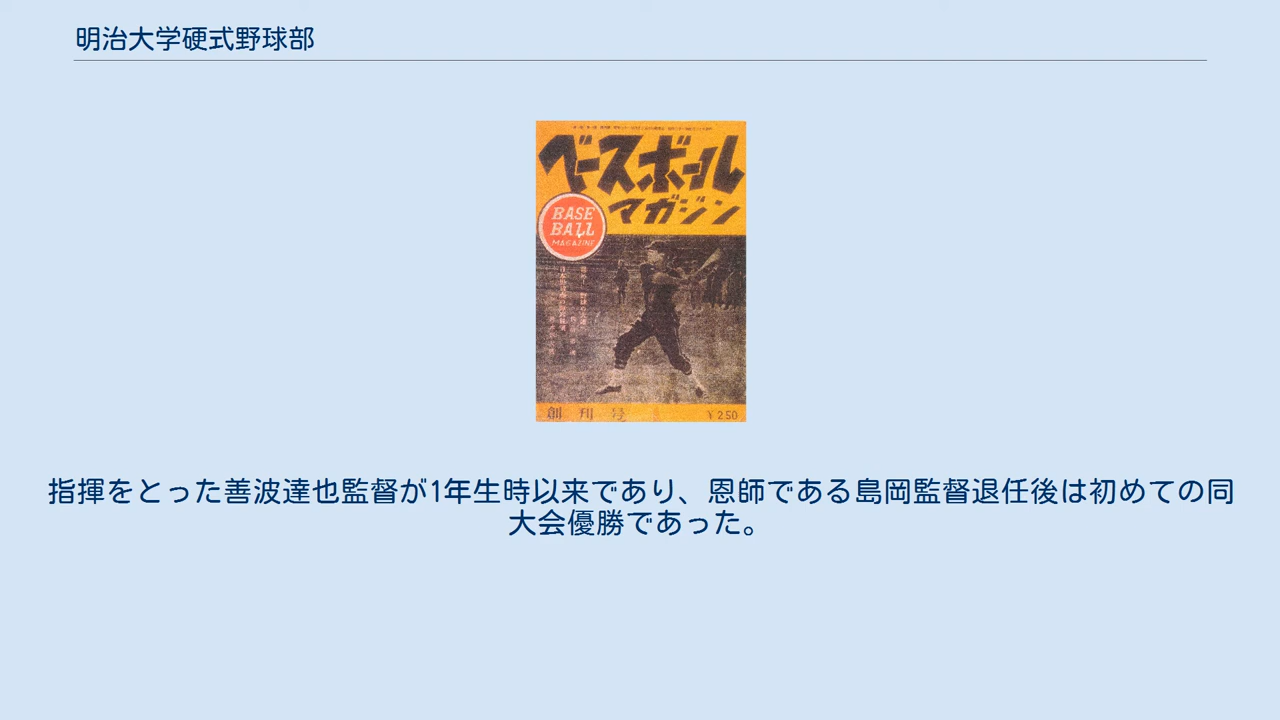 明治大学硬式野球部
ベースボール
マガジン
BASE
BALL
MAGAZINE
創刊号
¥250
指揮をとった善波達也監督が1年生時以来であり、恩師である島岡監督退任後は初めての同
大会優勝であった。